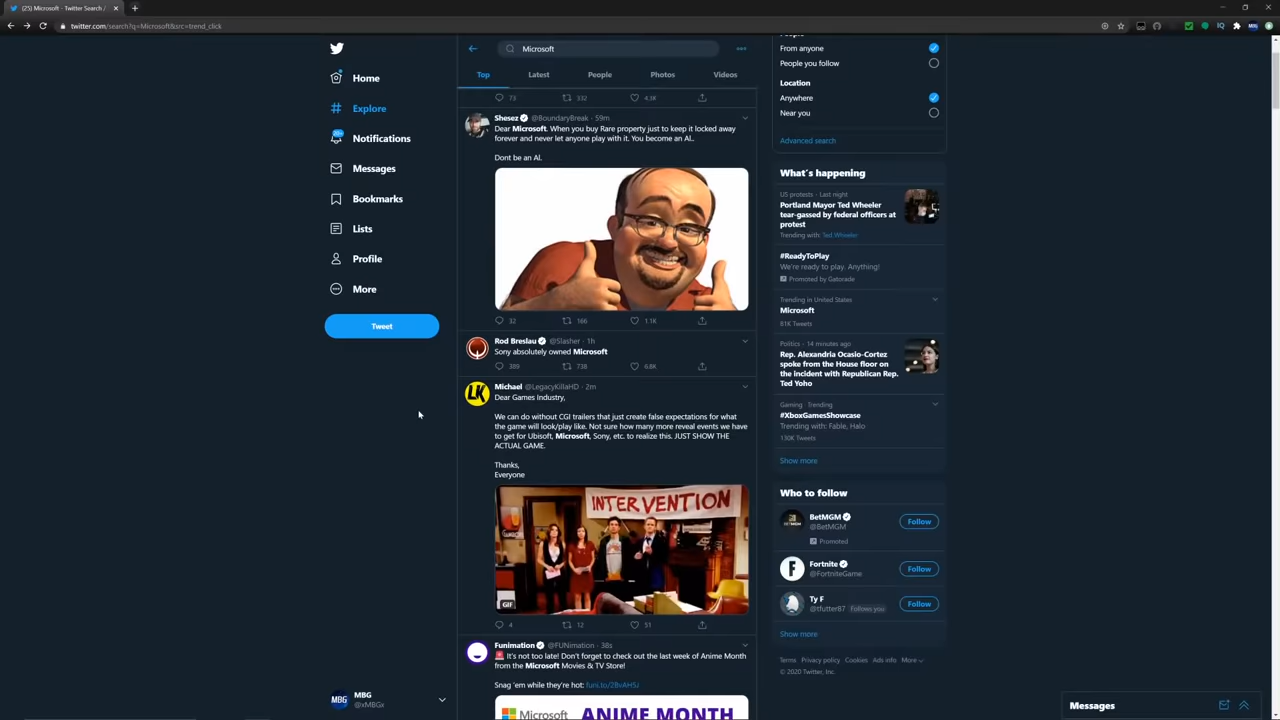 (25) Microsoft - Twitter Search /
twitter.com/search?q=Microsoft&src=trend_click
Home
Explore
20+
Notifications
Messages
Bookmarks
Lists
Profile
More
Tweet
MBG
@xMBGx
Microsoft
Top
Latest
People
Photos
Videos
73
332
4.3K
Shesez @BoundaryBreak · 59m
Dear Microsoft. When you buy Rare property just to keep it locked away
forever and never let anyone play with it. You become an Al..
Dont be an Al.
32
166
1.1K
Rod Breslau @Slasher · 1h
Sony absolutely owned Microsoft
389
738
6.8K
Michael @LegacyKillaHD · 2m
Dear Games Industry,
We can do without CGI trailers that just create false expectations for what
the game will look/play like. Not sure how many more reveal events we have
to get for Ubisoft, Microsoft, Sony, etc. to realize this. JUST SHOW THE
ACTUAL GAME.
Thanks,
Everyone
LK
INTERVENTION
GIF
4
12
51
Funimation @FUNimation · 38s
It's not too late! Don't forget to check out the last week of Anime Month
from the Microsoft Movies & TV Store!
Snag 'em while they're hot: funi.to/2BvAHSJ
Microsoft
ANIME MONTH
From anyone
People you follow
Location
Anywhere
Near you
Advanced search
What's happening
US protests · Last night
Portland Mayor Ted Wheeler
tear-gassed by federal officers at
protest
Trending with: Ted Wheeler
#ReadyToPlay
We're ready to play. Anything!
Promoted by Gatorade
Trending in United States
Microsoft
81K Tweets
Politics · 14 minutes ago
Rep. Alexandria Ocasio-Cortez
spoke from the House floor on
the incident with Republican Rep.
Ted Yoho
Gaming · Trending
#XboxGamesShowcase
Trending with: Fable, Halo
130K Tweets
Show more
Who to follow
BetMGM
@BetMGM
Promoted
Follow
Fortnite
@FortniteGame
Follow
Ty F
@tfutter87 Follows you
Follow
Show more
Terms Privacy policy Cookies Ads info More
© 2020 Twitter, Inc.
Messages